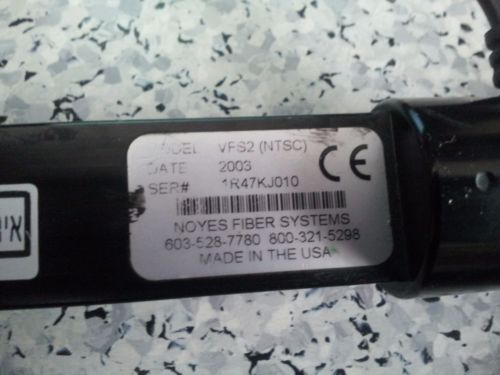 MODEL VFS2 (NTSC)
DATE 2003
SER# 1R47KJ010
CE
NOYES FIBER SYSTEMS
603-528-7780 800-321-5298
MADE IN THE USA